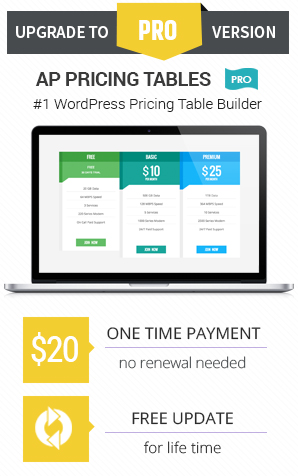 UPGRADE TO PRO VERSION
AP PRICING TABLES PRO
#1 WordPress Pricing Table Builder
FREE BASIC PREMIUM
$10 $25
$20 ONE TIME PAYMENT
no renewal needed
FREE UPDATE
for life time